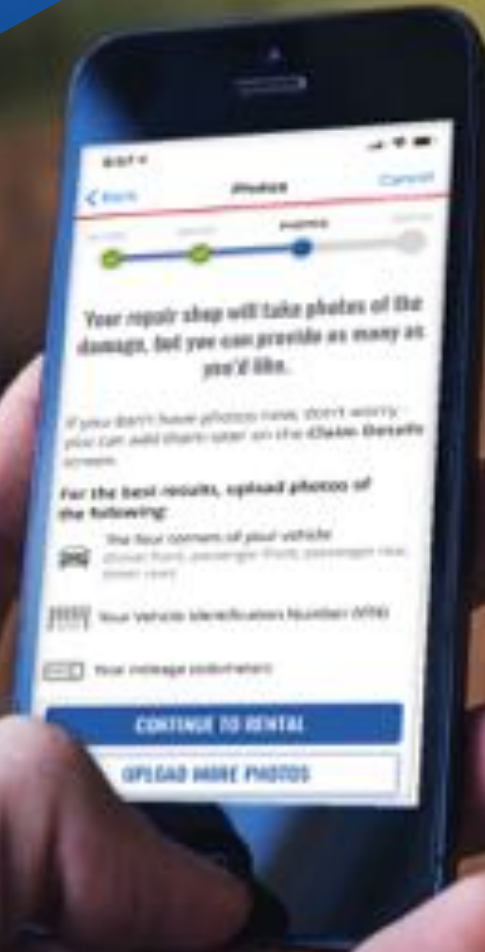 Back Photos Cancel
Your repair shop will take photos of the
damage, but you can provide as many as
you'd like.
If you don't have photos now, don't worry -
you can add them later on the Claim Details
screen.
For the best results, upload photos of
the following:
The four corners of your vehicle
Your Vehicle Identification Number (VIN)
Your mileage (odometer)
CONTINUE TO RENTAL
UPLOAD MORE PHOTOS